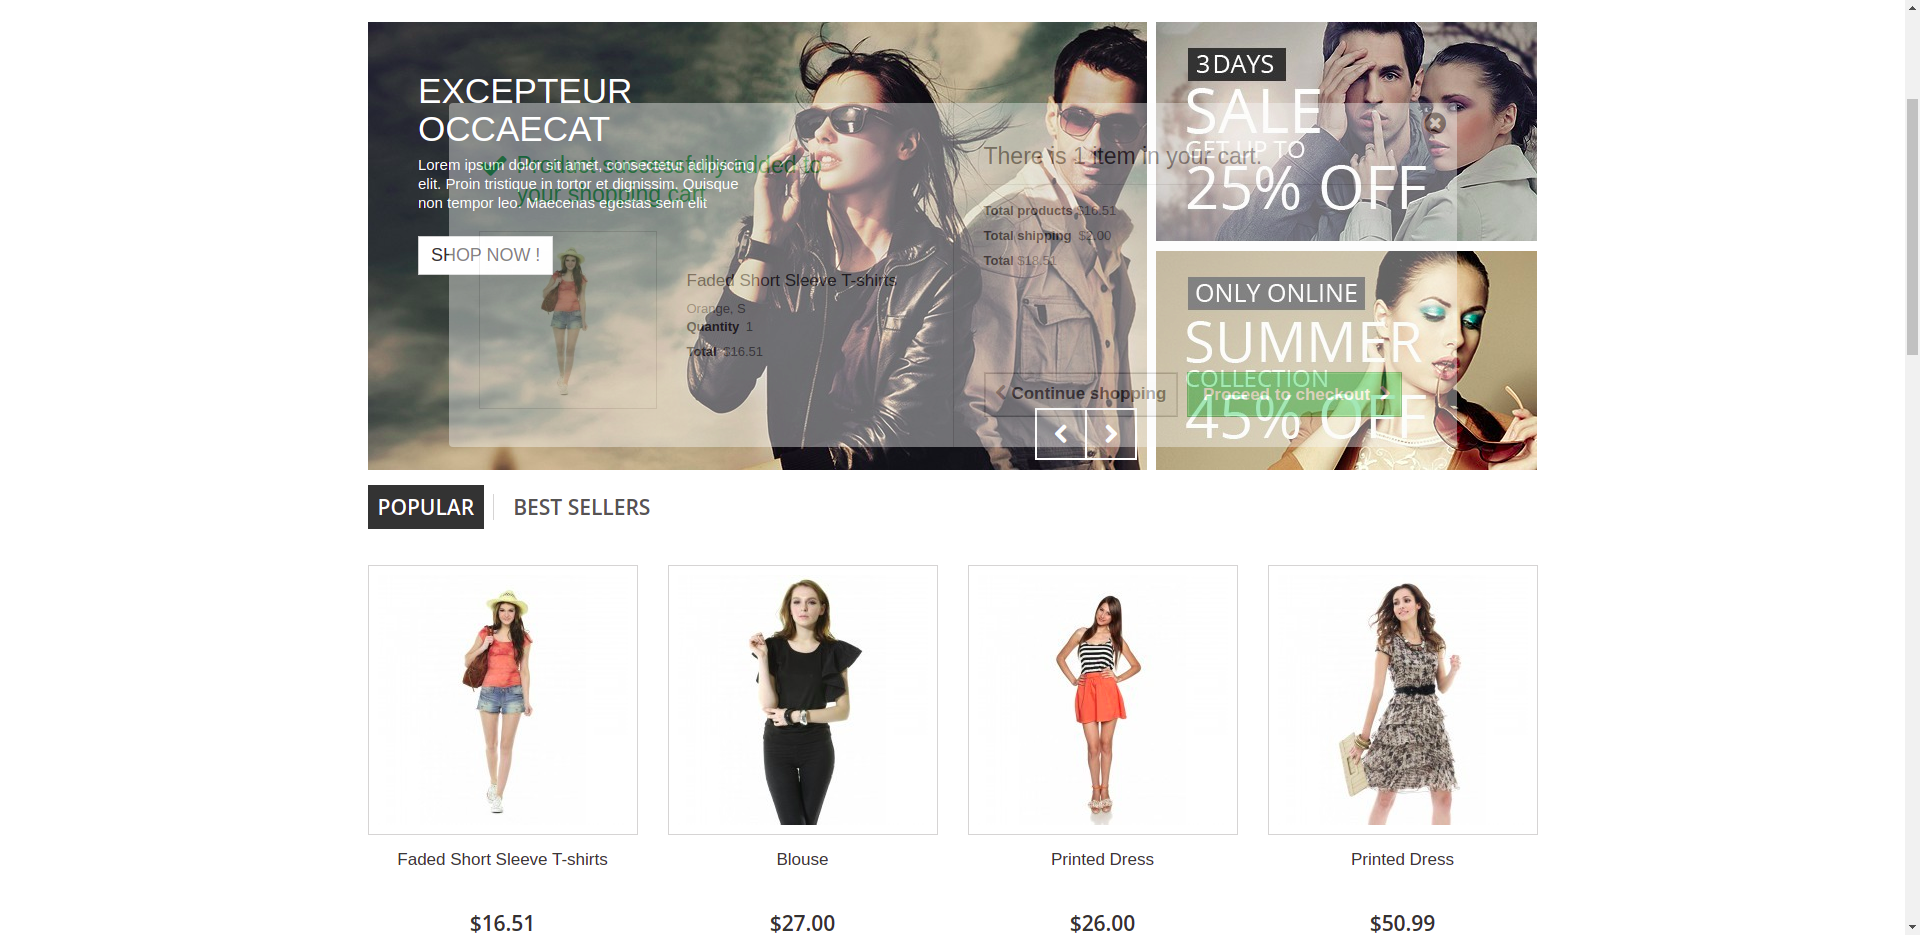 EXCEPTEUR
OCCAECAT
Lorem ipsum dolor sit amet, consectetur adipiscing
elit. Proin tristique in tortor et dignissim. Quisque
non tempor leo. Maecenas egestas sem elit
SHOP NOW !
Product successfully added to
your shopping cart
Faded Short Sleeve T-shirts
Orange, S
Quantity 1
Total $16.51
There is 1 item in your cart.
Total products $16.51
Total shipping $2.00
Total $18.51
Continue shopping
Proceed to checkout
3 DAYS
SALE
GET UP TO
25% OFF
ONLY ONLINE
SUMMER
COLLECTION
45% OFF
POPULAR
BEST SELLERS
Faded Short Sleeve T-shirts
Blouse
Printed Dress
Printed Dress
$16.51
$27.00
$26.00
$50.99